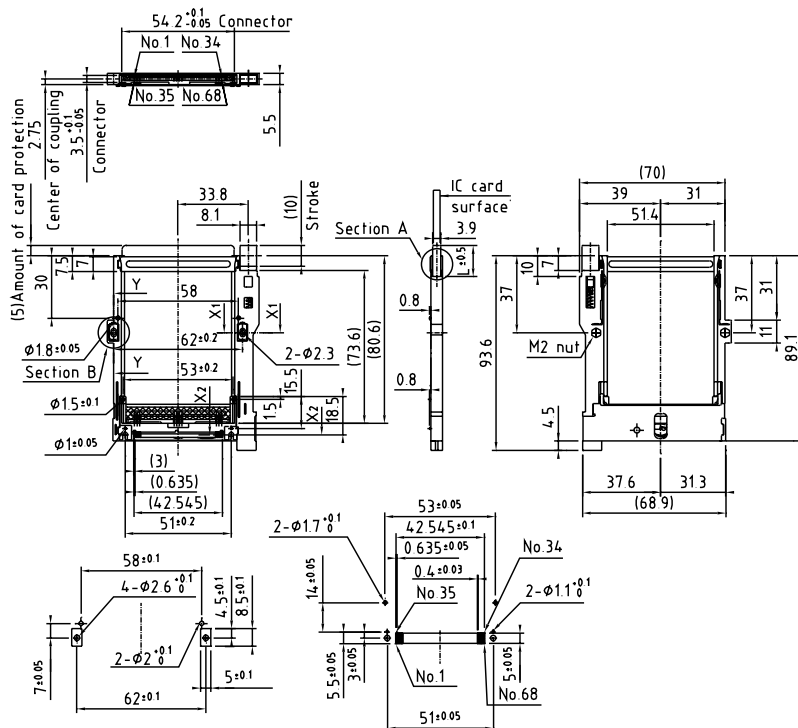 54.2 +0.1 -0.05 Connector
No.1 No.34
No.35 No.68
5.5
(5)Amount of card protection
2.75
Center of coupling
3.5 +0.1 -0.05
Connector
33.8
8.1
(10)
Stroke
30
7.5
7
Y
58
X1
X1
62±0.2
Y
53±0.2
X2
X2
15.5
1.5
18.5
(73.6)
(80.6)
Ø1.8±0.05
Section B
2-Ø2.3
Ø1.5±0.1
Ø1±0.05
(3)
(0.635)
(42.545)
51±0.2
IC card
surface
Section A
3.9
L±0.5
0.8
0.8
(70)
39
31
51.4
10
7
37
37
31
11
M2 nut
93.6
89.1
4.5
37.6
31.3
(68.9)
58±0.1
4-Ø2.6 +0.1 0
4.5±0.1
8.5±0.1
2-Ø2 +0.1 0
7±0.05
5±0.1
62±0.1
53±0.05
2-Ø1.7 +0.1 0
42.545±0.1
0.635±0.05
No.34
0.4±0.03
2-Ø1.1 +0.1 0
No.35
14±0.05
5.5±0.05
3±0.05
5±0.05
No.1
No.68
51±0.05